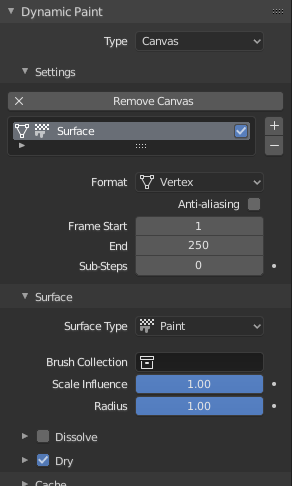 Dynamic Paint
Type Canvas
Settings
Remove Canvas
Surface
Format Vertex
Anti-aliasing
Frame Start 1
End 250
Sub-Steps 0
Surface
Surface Type Paint
Brush Collection
Scale Influence 1.00
Radius 1.00
Dissolve
Dry
Cache